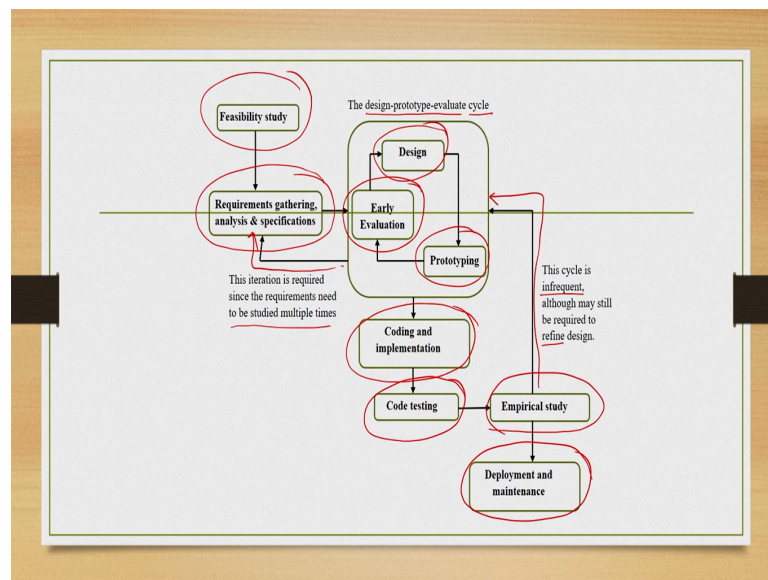 Feasibility study
The design-prototype-evaluate cycle
Design
Requirements gathering,
analysis & specifications
Early
Evaluation
Prototyping
This iteration is required
since the requirements need
to be studied multiple times
This cycle is
infrequent,
although may still
be required to
refine design.
Coding and
implementation
Code testing
Empirical study
Deployment and
maintenance